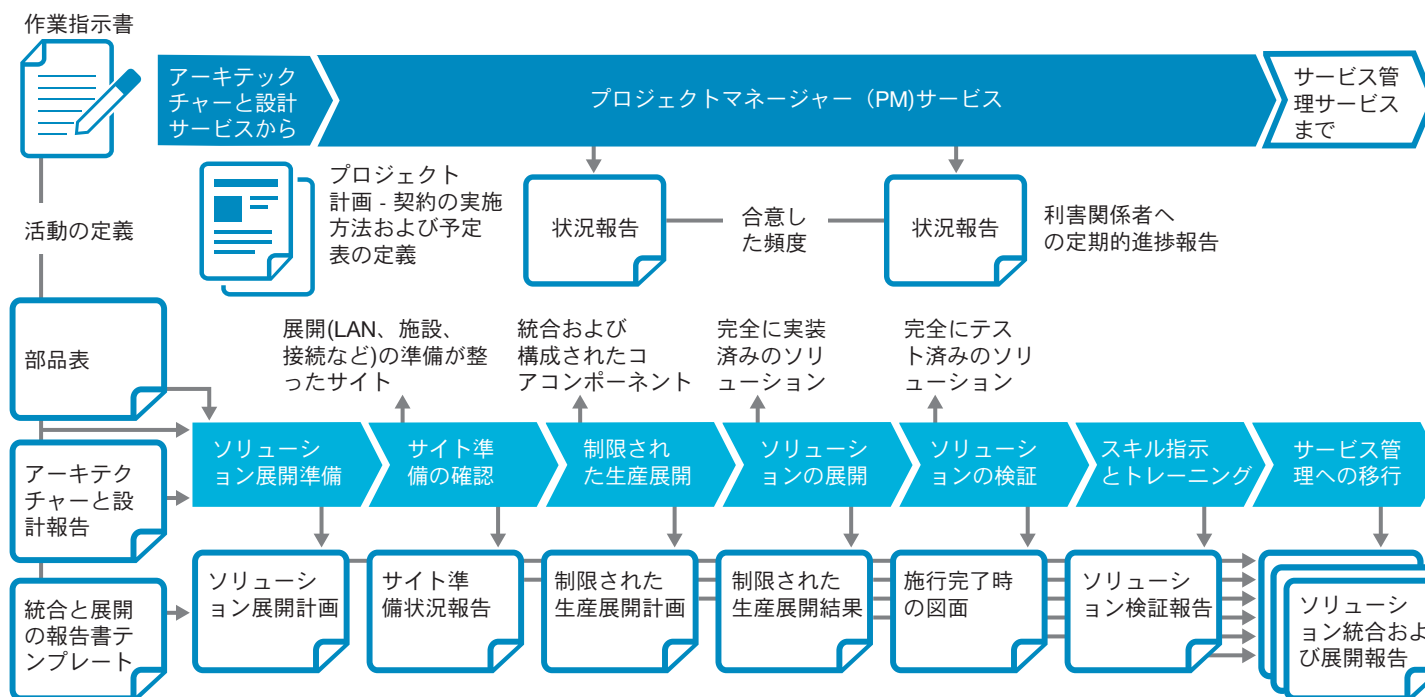 作業指示書
アーキテック
チャーと設計
サービスから
プロジェクトマネージャー（PM)サービス
サービス管
理サービス
まで
活動の定義
プロジェクト
計画 - 契約の実施
方法および予定
表の定義
状況報告
合意し
た頻度
状況報告
利害関係者へ
の定期的進捗報告
部品表
展開(LAN、施設、
接続など)の準備が整
ったサイト
統合および
構成されたコ
アコンポーネント
完全に実装
済みのソリ
ューション
完全にテス
ト済みのソリ
ューション
ソリューシ
ョン展開準備
サイト準
備の確認
制限され
た生産展開
ソリューシ
ョンの展開
ソリューシ
ョンの検証
スキル指示
とトレーニング
サービス管
理への移行
アーキテク
チャーと設
計報告
統合と展開
の報告書テ
ンプレート
ソリューシ
ョン展開計画
サイト準
備状況報告
制限された
生産展開計画
制限された
生産展開結果
施行完了時
の図面
ソリューシ
ョン検証報告
ソリューシ
ョン統合およ
び展開報告